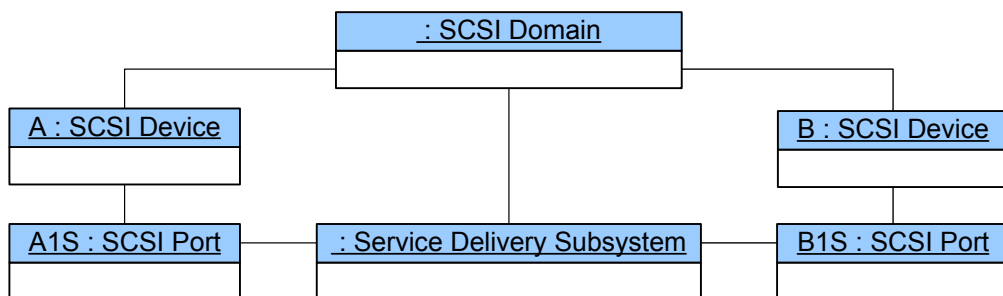 : SCSI Domain
A : SCSI Device
B : SCSI Device
A1S : SCSI Port
: Service Delivery Subsystem
B1S : SCSI Port